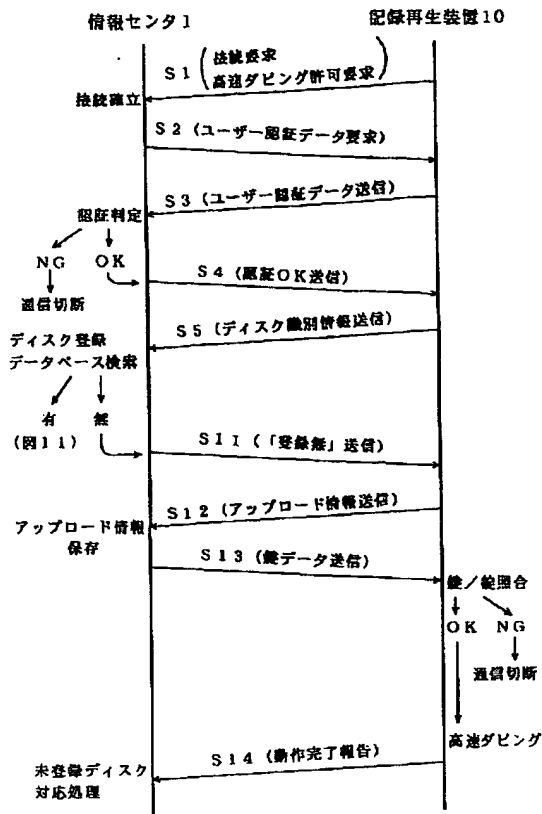 情報センタ1
記録再生装置10
S1(接続要求
高速ダビング許可要求)
接続確立
S2(ユーザー認証データ要求)
S3(ユーザー認証データ送信)
認証判定
NG OK
S4(認証OK送信)
通信切断
S5(ディスク識別情報送信)
ディスク登録
データベース検索
有 無
(図11)
S11(「登録無」送信)
S12(アップロード情報送信)
アップロード情報
保存
S13(鍵データ送信)
鍵/錠照合
OK NG
通信切断
高速ダビング
S14(動作完了報告)
未登録ディスク
対応処理